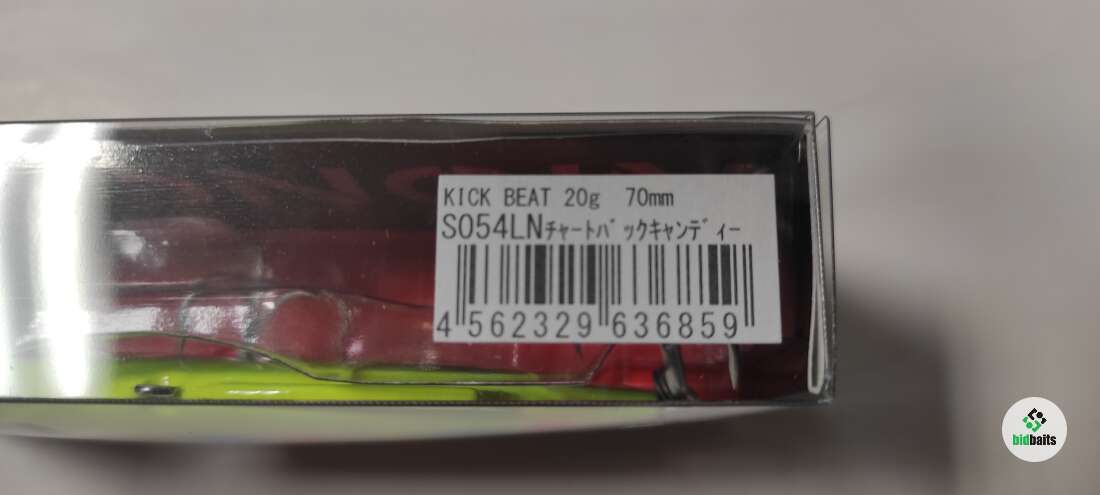 KICK BEAT 20g 70mm
S054LNﾁｬｰﾄﾊﾞｯｸｷｬﾝﾃﾞｨｰ
4 562329 636859
bidbaits